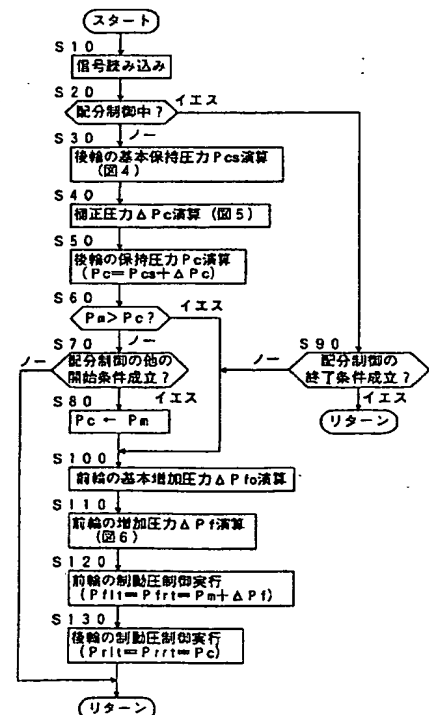 スタート
S10
信号読み込み
S20
配分制御中?
イエス
ノー
S30
後輪の基本保持圧力Pcs演算
(図4)
S40
補正圧力ΔPc演算(図5)
S50
後輪の保持圧力Pc演算
(Pc=Pcs+ΔPc)
S60
Pm>Pc?
イエス
ノー
S70
ノー
配分制御の他の
開始条件成立?
イエス
S90
ノー
配分制御の
終了条件成立?
イエス
リターン
S80
Pc ← Pm
S100
前輪の基本増加圧力ΔPfo演算
S110
前輪の増加圧力ΔPf演算
(図6)
S120
前輪の制動圧制御実行
(Pflt=Pfrt=Pm+ΔPf)
S130
後輪の制動圧制御実行
(Prlt=Prrt=Pc)
リターン